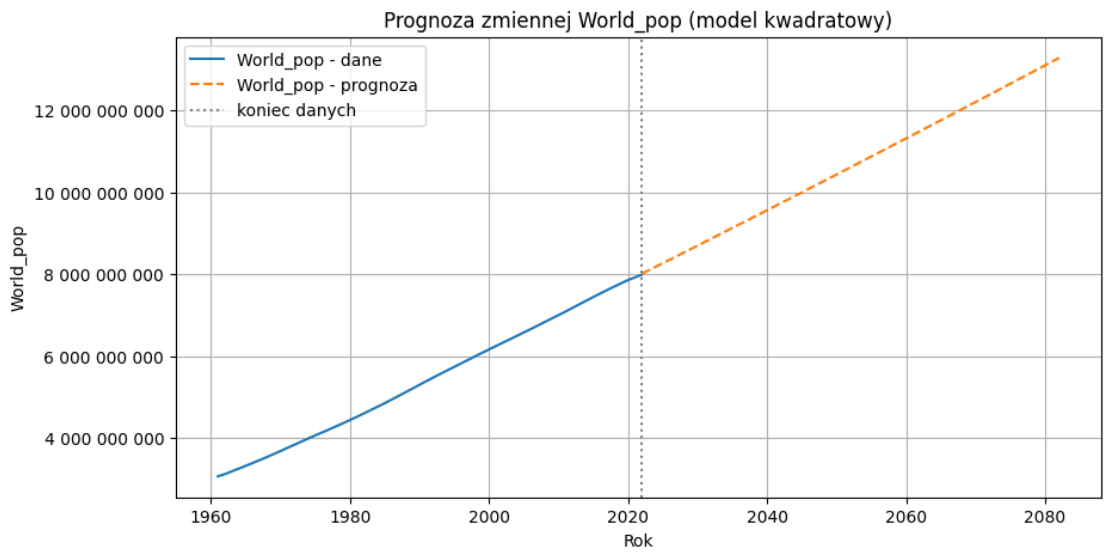 Prognoza zmiennej World_pop (model kwadratowy)
World_pop - dane
World_pop - prognoza
koniec danych
12 000 000 000
10 000 000 000
8 000 000 000
6 000 000 000
4 000 000 000
World_pop
1960 1980 2000 2020 2040 2060 2080
Rok